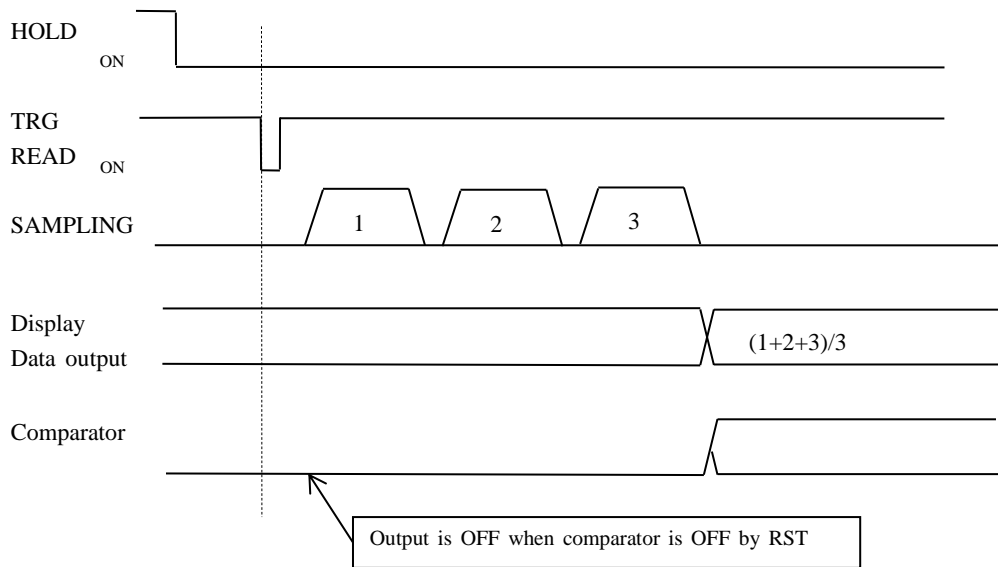 HOLD
ON
TRG
READ ON
SAMPLING
1
2
3
Display
Data output
(1+2+3)/3
Comparator
Output is OFF when comparator is OFF by RST